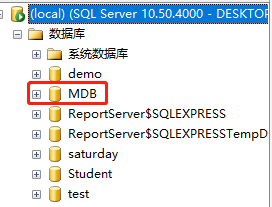 (local) (SQL Server 10.50.4000 - DESKTO
数据库
系统数据库
demo
MDB
ReportServer$SQLEXPRESS
ReportServer$SQLEXPRESSTempD
saturday
Student
test